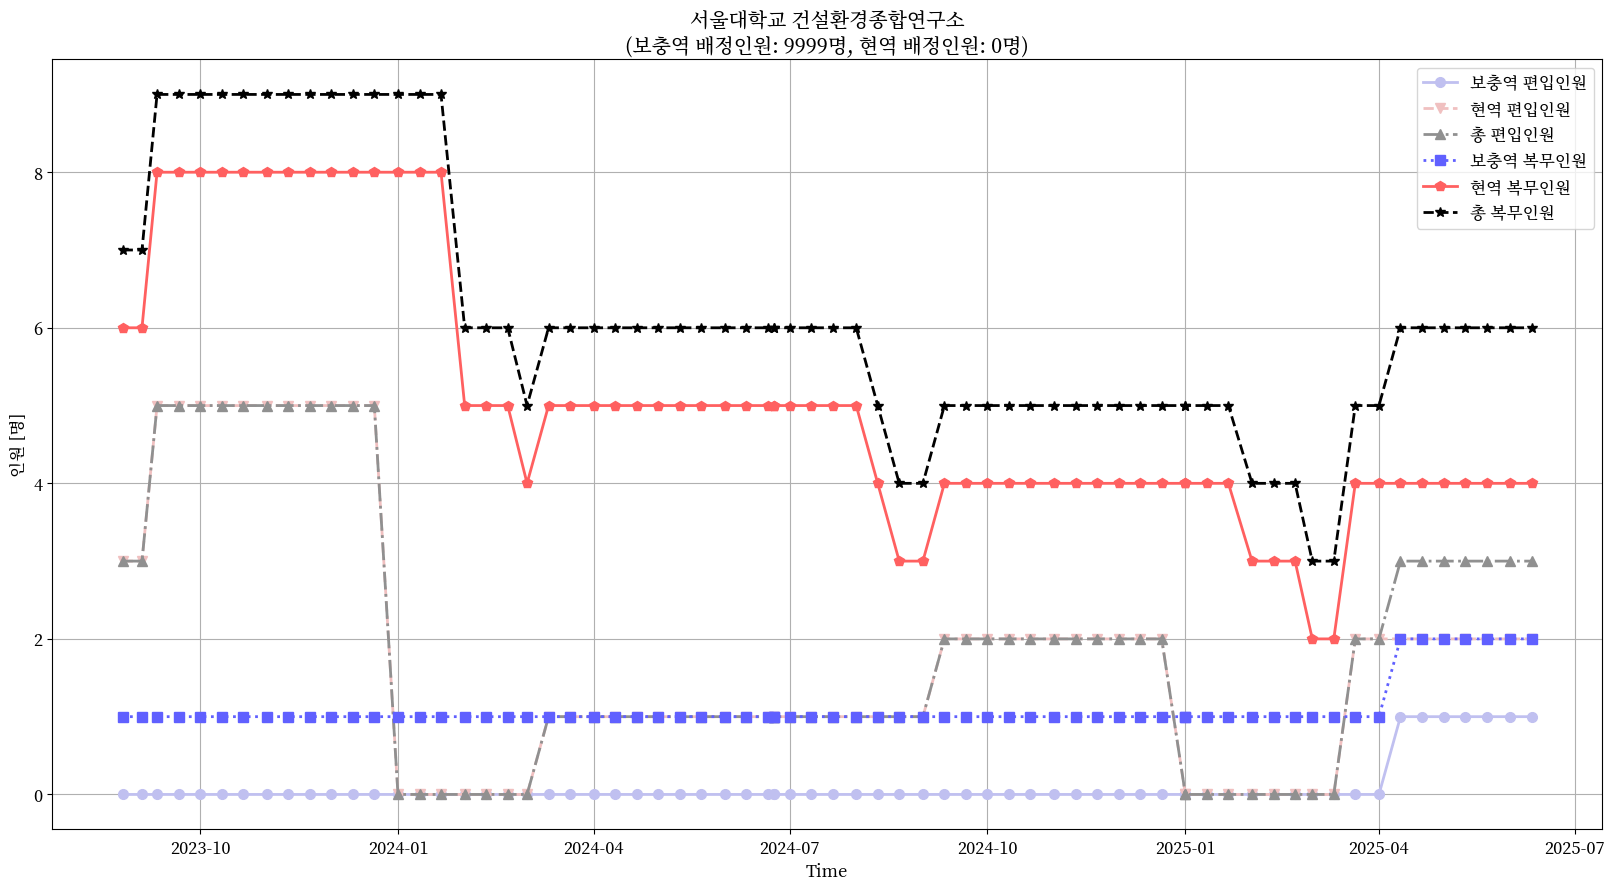 서울대학교 건설환경종합연구소
(보충역 배정인원: 9999명, 현역 배정인원: 0명)
보충역 편입인원
현역 편입인원
총 편입인원
보충역 복무인원
현역 복무인원
총 복무인원
인원 [명]
8
6
4
2
0
2023-10
2024-01
2024-04
2024-07
2024-10
2025-01
2025-04
2025-07
Time